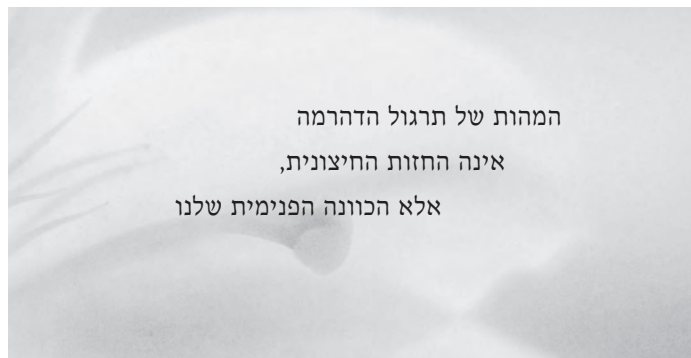 המהות של תרגול הדהרמה
אינה החזות החיצונית,
אלא הכוונה הפנימית שלנו